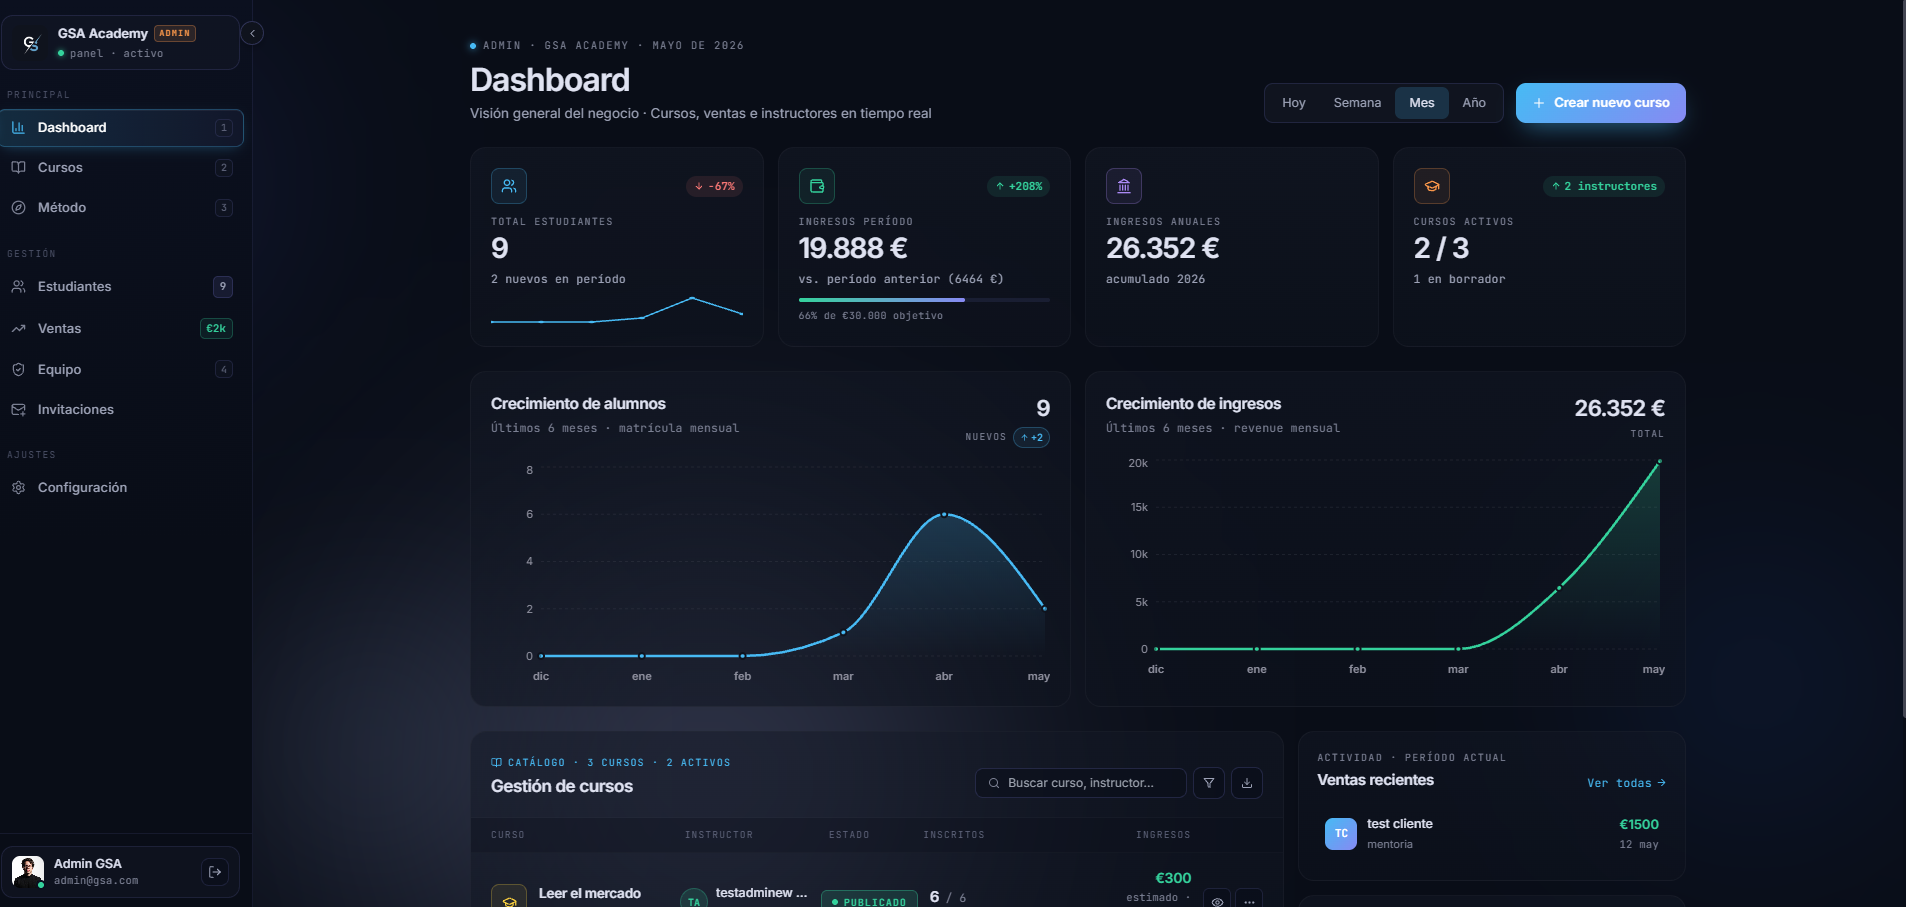 GSA Academy ADMIN
panel · activo
PRINCIPAL
Dashboard 1
Cursos 2
Método 3
GESTIÓN
Estudiantes 9
Ventas €2k
Equipo 4
Invitaciones
AJUSTES
Configuración
Admin GSA
admin@gsa.com
ADMIN · GSA ACADEMY · MAYO DE 2026
Dashboard
Visión general del negocio · Cursos, ventas e instructores en tiempo real
Hoy Semana Mes Año
+ Crear nuevo curso
↓ -67%
TOTAL ESTUDIANTES
9
2 nuevos en período
↑ +208%
INGRESOS PERÍODO
19.888 €
vs. período anterior (6464 €)
66% de €30.000 objetivo
INGRESOS ANUALES
26.352 €
acumulado 2026
↑ 2 instructores
CURSOS ACTIVOS
2 / 3
1 en borrador
Crecimiento de alumnos
Últimos 6 meses · matrícula mensual
9
NUEVOS ↑ +2
8
6
4
2
0
dic ene feb mar abr may
Crecimiento de ingresos
Últimos 6 meses · revenue mensual
26.352 €
TOTAL
20k
15k
10k
5k
0
dic ene feb mar abr may
CATÁLOGO · 3 CURSOS · 2 ACTIVOS
Gestión de cursos
Buscar curso, instructor...
CURSO INSTRUCTOR ESTADO INSCRITOS INGRESOS
Leer el mercado
TA testadminew ...
PUBLICADO
6 / 6
€300
estimado ·
ACTIVIDAD · PERÍODO ACTUAL
Ventas recientes
Ver todas →
TC test cliente €1500
mentoria 12 may